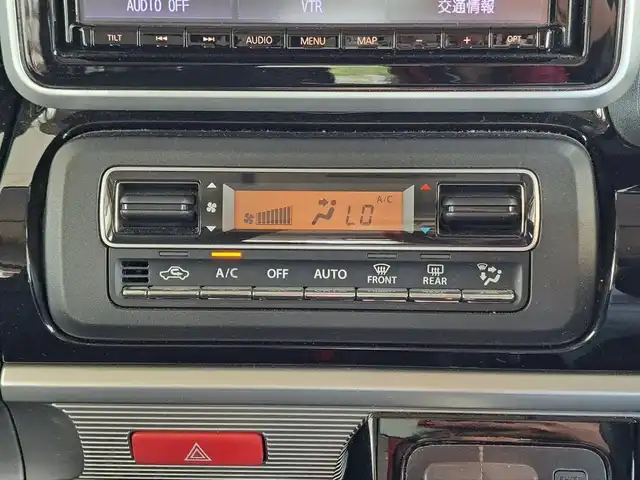 AUDIO OFF VTR 交通情報
TILT AUDIO MENU MAP − + OPT
A/C
LO
A/C OFF AUTO FRONT REAR